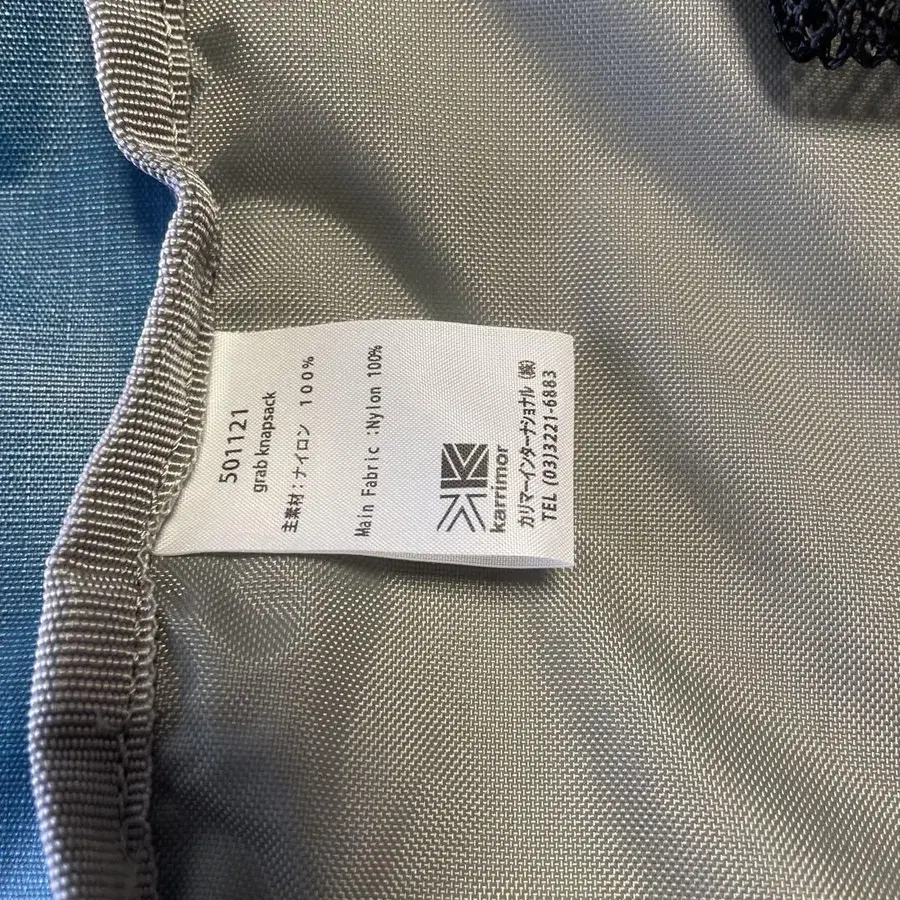 501121
grab knapsack
主素材：ナイロン 100%
Main Fabric :Nylon 100%
karrimor
カリマーインターナショナル (株)
TEL (03)3221-6883